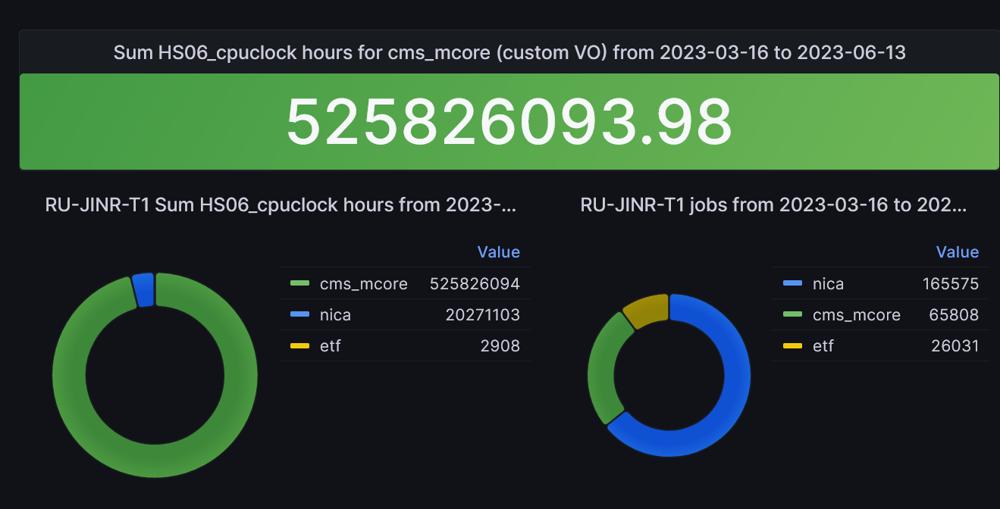 Sum HS06_cpuclock hours for cms_mcore (custom VO) from 2023-03-16 to 2023-06-13
525826093.98
RU-JINR-T1 Sum HS06_cpuclock hours from 2023-...
Value
cms_mcore 525826094
nica 20271103
etf 2908
RU-JINR-T1 jobs from 2023-03-16 to 202...
Value
nica 165575
cms_mcore 65808
etf 26031